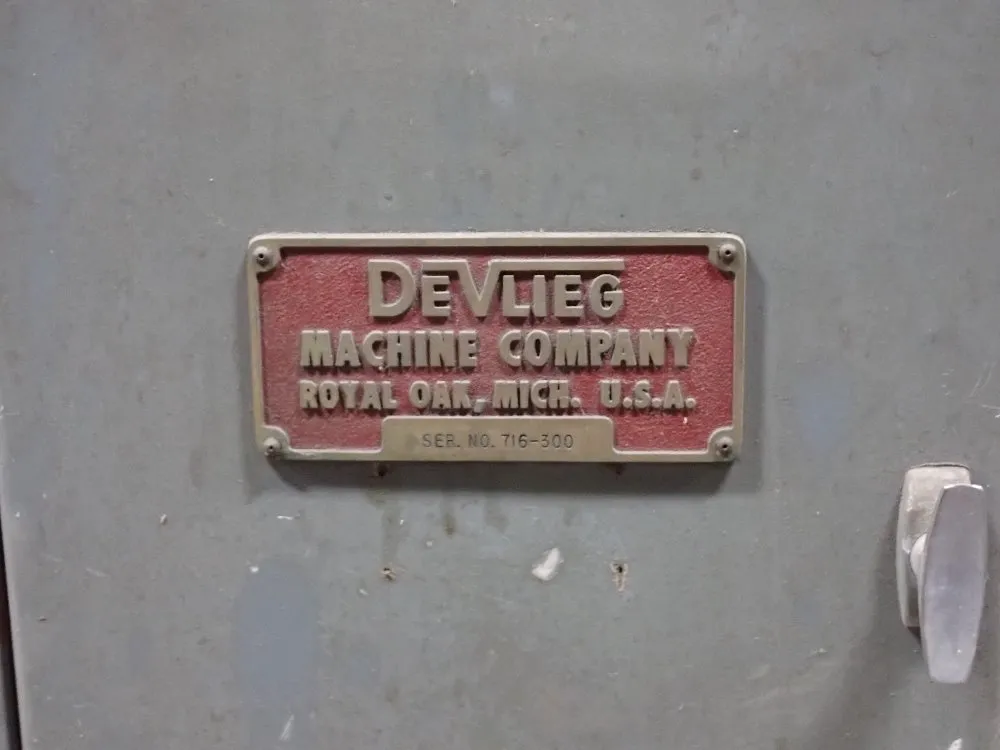 DEVLIEG
MACHINE COMPANY
ROYAL OAK, MICH. U.S.A.
SER. NO. 716-300